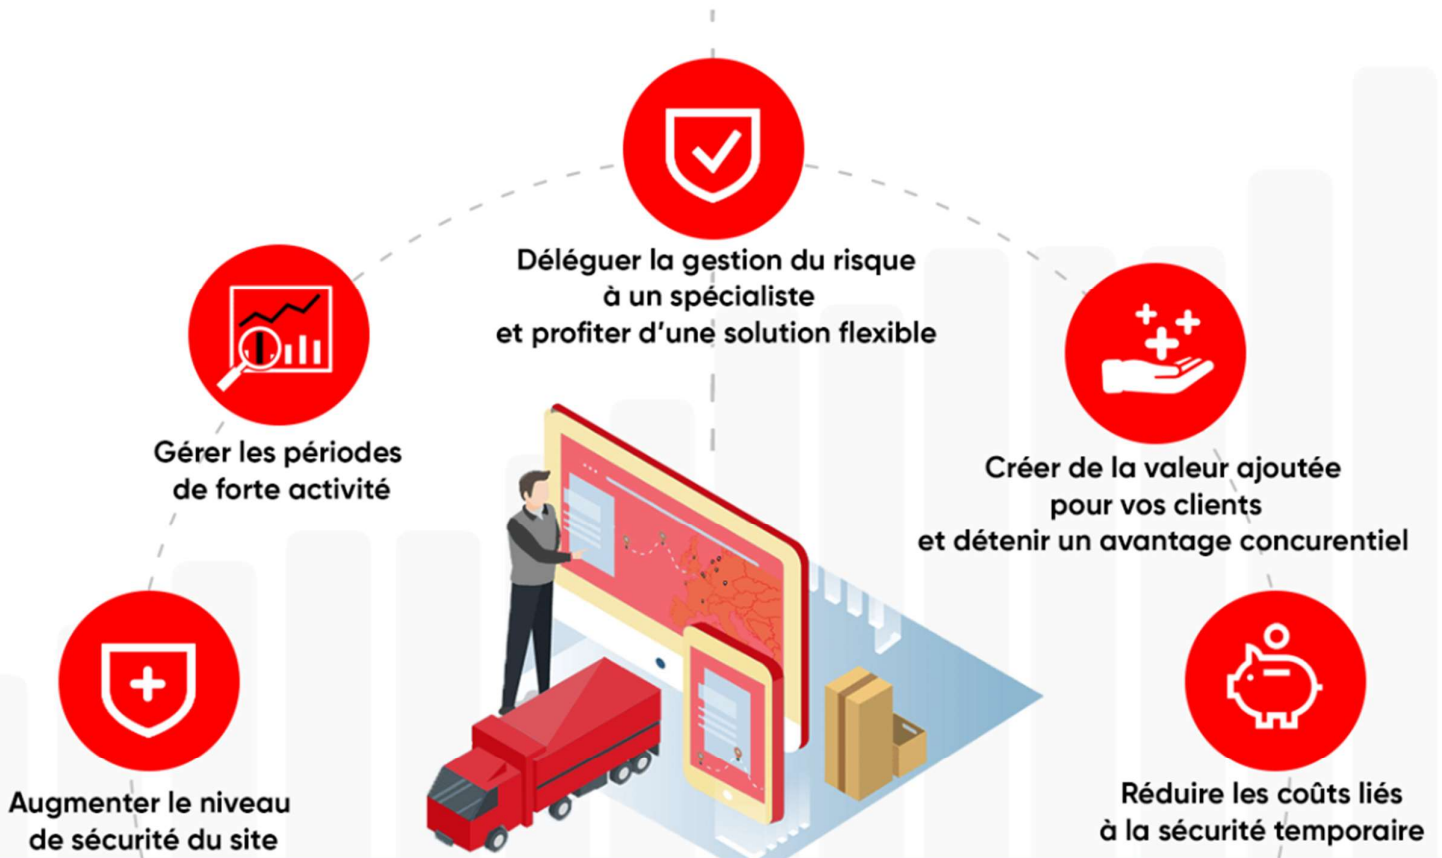 Déléguer la gestion du risque
à un spécialiste
et profiter d’une solution flexible
Gérer les périodes
de forte activité
Créer de la valeur ajoutée
pour vos clients
et détenir un avantage concurentiel
Augmenter le niveau
de sécurité du site
Réduire les coûts liés
à la sécurité temporaire